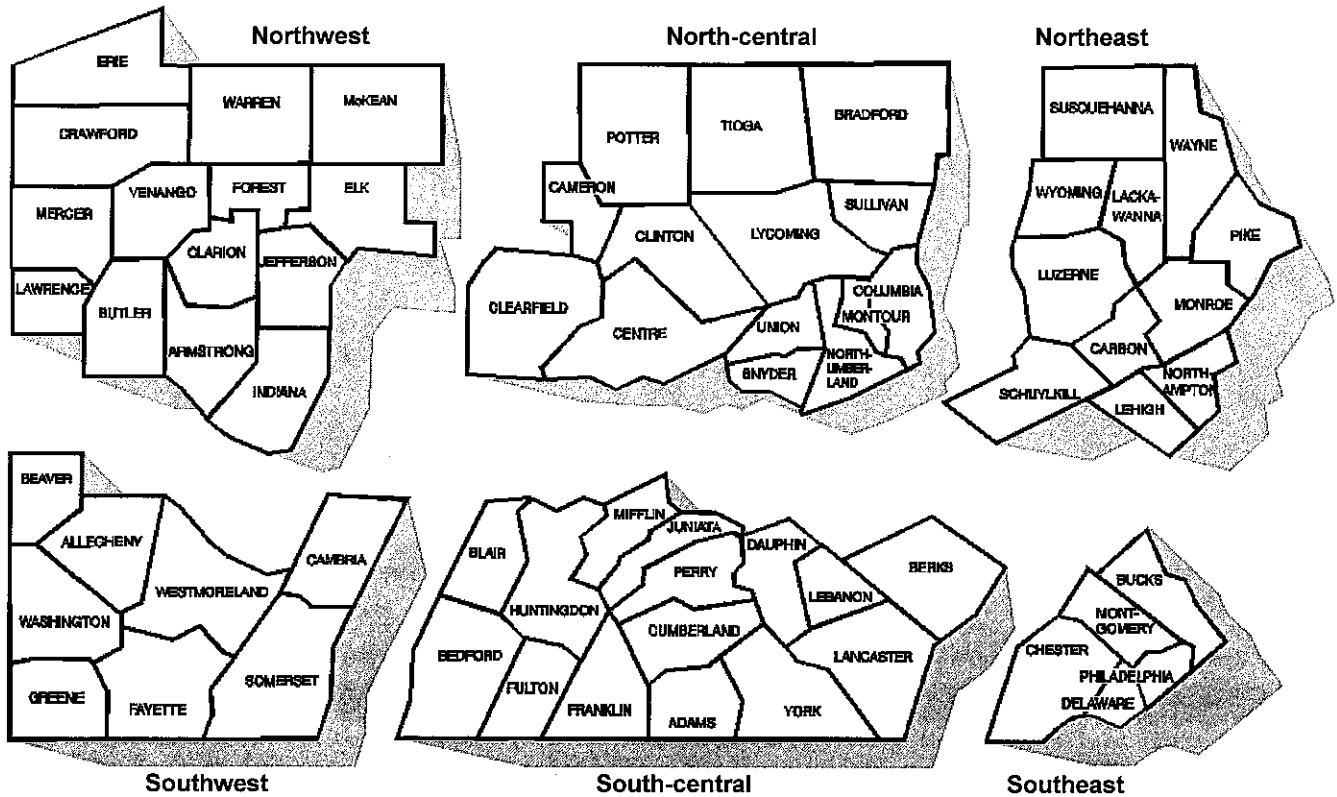 Northwest
ERIE
WARREN
McKEAN
CRAWFORD
VENANGO
FOREST
ELK
MERCER
CLARION
JEFFERSON
LAWRENCE
BUTLER
ARMSTRONG
INDIANA
North-central
POTTER
TIOGA
BRADFORD
CAMERON
SULLIVAN
CLINTON
LYCOMING
CLEARFIELD
CENTRE
UNION
COLUMBIA
MONTOUR
SNYDER
NORTH-
UMBER-
LAND
Northeast
SUSQUEHANNA
WAYNE
WYOMING
LACKA-
WANNA
PIKE
LUZERNE
MONROE
CARBON
NORTH-
AMPTON
SCHUYLKILL
LEHIGH
BEAVER
ALLEGHENY
CAMBRIA
WESTMORELAND
WASHINGTON
GREENE
FAYETTE
SOMERSET
Southwest
MIFFLIN
JUNIATA
BLAIR
DAUPHIN
PERRY
BERKS
HUNTINGDON
LEBANON
CUMBERLAND
BEDFORD
LANCASTER
FULTON
FRANKLIN
ADAMS
YORK
South-central
BUCKS
MONT-
GOMERY
CHESTER
PHILADELPHIA
DELAWARE
Southeast